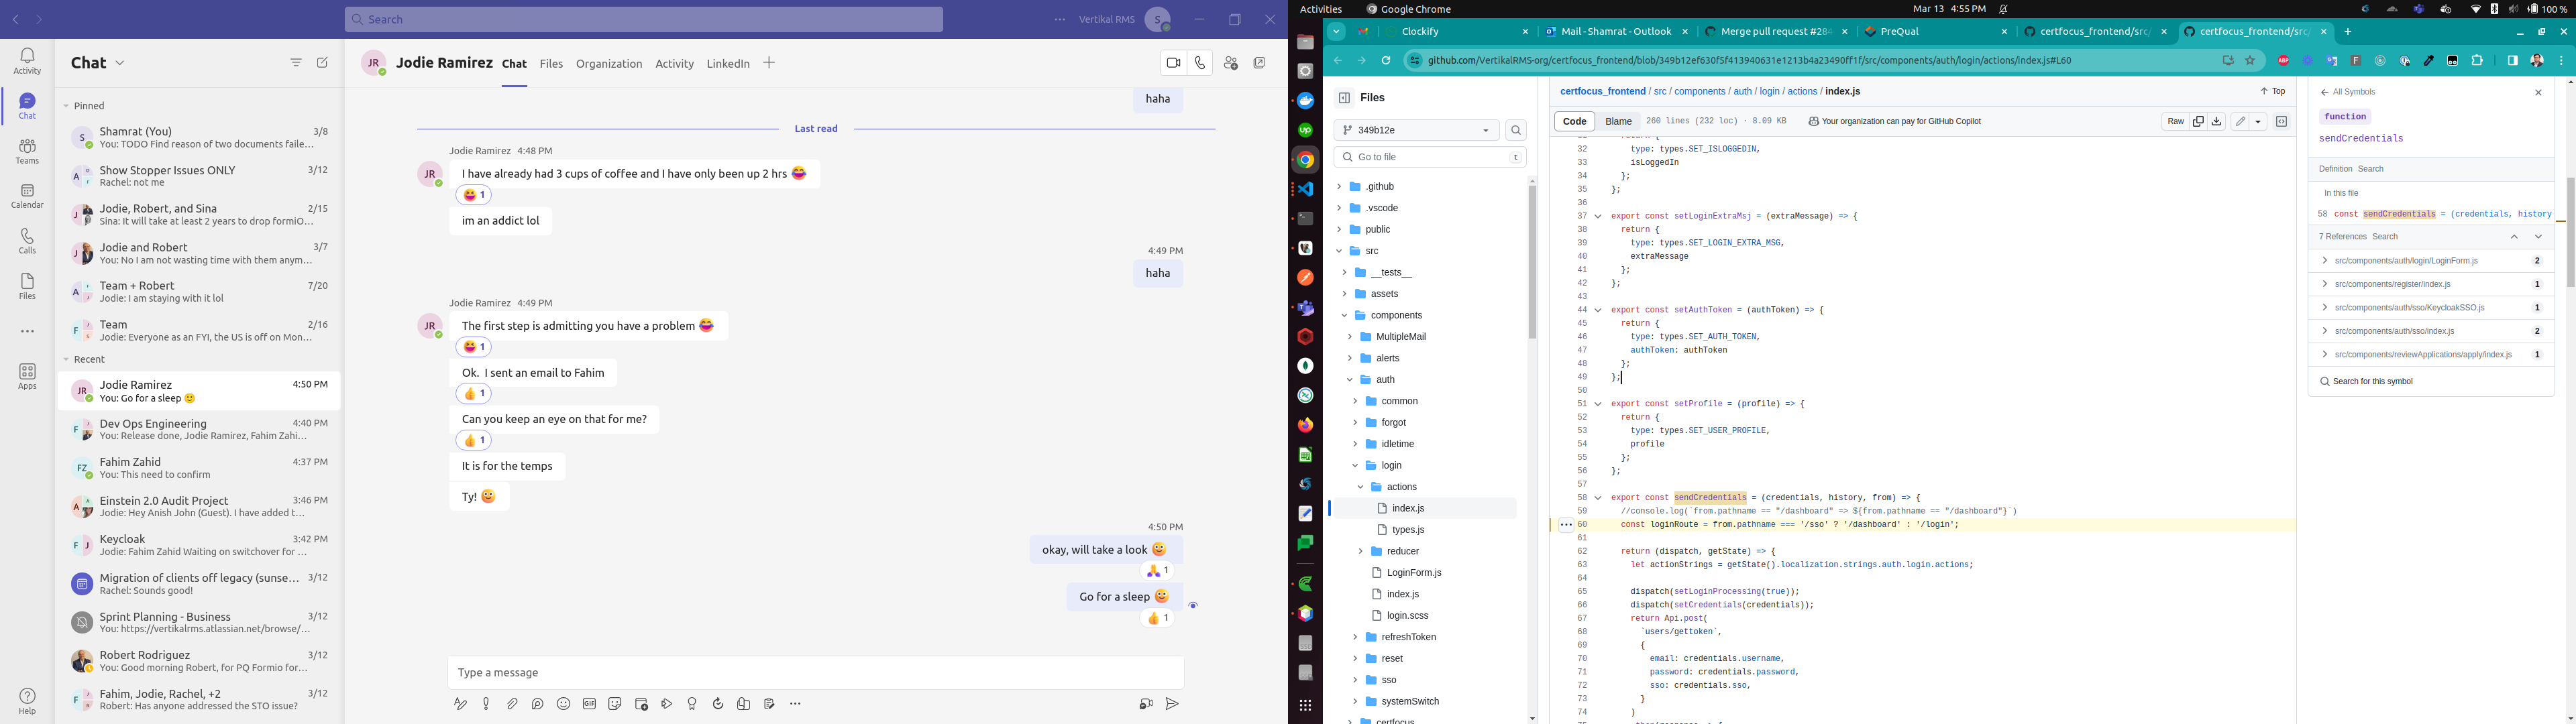 Search
Vertikal RMS
S
Activity
Chat
Teams
Calendar
Calls
Files
Apps
Help
Chat
Pinned
Shamrat (You) 3/8
You: TODO Find reason of two documents faile...
Show Stopper Issues ONLY 3/12
Rachel: not me
Jodie, Robert, and Sina 2/15
Sina: It will take at least 2 years to drop formiO...
Jodie and Robert 3/7
You: No I am not wasting time with them anym...
Team + Robert 7/20
Jodie: I am staying with it lol
Team 2/16
Jodie: Everyone as an FYI, the US is off on Mon...
Recent
Jodie Ramirez 4:50 PM
You: Go for a sleep 🙂
Dev Ops Engineering 4:40 PM
You: Release done, Jodie Ramirez, Fahim Zahi...
Fahim Zahid 4:37 PM
You: This need to confirm
Einstein 2.0 Audit Project 3:46 PM
Jodie: Hey Anish John (Guest). I have added t...
Keycloak 3:42 PM
Jodie: Fahim Zahid Waiting on switchover for ...
Migration of clients off legacy (sunse... 3/12
Rachel: Sounds good!
Sprint Planning - Business 3/12
You: https://vertikalrms.atlassian.net/browse/...
Robert Rodriguez 3/12
You: Good morning Robert, for PQ Formio for...
Fahim, Jodie, Rachel, +2 3/12
Robert: Has anyone addressed the STO issue?
JR Jodie Ramirez Chat Files Organization Activity LinkedIn
haha
Last read
Jodie Ramirez 4:48 PM
I have already had 3 cups of coffee and I have only been up 2 hrs 😂
😆 1
im an addict lol
4:49 PM
haha
Jodie Ramirez 4:49 PM
The first step is admitting you have a problem 😂
😆 1
Ok. I sent an email to Fahim
👍 1
Can you keep an eye on that for me?
👍 1
It is for the temps
Ty! 😀
4:50 PM
okay, will take a look 😀
🙏 1
Go for a sleep 😀
👍 1
Type a message
GIF
Activities Google Chrome Mar 13 4:55 PM 100 %
Clockify
Mail - Shamrat - Outlook
Merge pull request #284
PreQual
certfocus_frontend/src/
certfocus_frontend/src/
github.com/VertikalRMS-org/certfocus_frontend/blob/349b12ef630f5f413940631e1213b4a23490ff1f/src/components/auth/login/actions/index.js#L60
Files
349b12e
Go to file t
.github
.vscode
public
src
__tests__
assets
components
MultipleMail
alerts
auth
common
forgot
idletime
login
actions
index.js
types.js
reducer
LoginForm.js
index.js
login.scss
refreshToken
reset
sso
systemSwitch
certfocus
certfocus_frontend / src / components / auth / login / actions / index.js Top
Code Blame 260 lines (232 loc) · 8.09 KB Your organization can pay for GitHub Copilot Raw
31 return {
32 type: types.SET_ISLOGGEDIN,
33 isLoggedIn
34 };
35 };
36
37 export const setLoginExtraMsj = (extraMessage) => {
38 return {
39 type: types.SET_LOGIN_EXTRA_MSG,
40 extraMessage
41 };
42 };
43
44 export const setAuthToken = (authToken) => {
45 return {
46 type: types.SET_AUTH_TOKEN,
47 authToken: authToken
48 };
49 };
50
51 export const setProfile = (profile) => {
52 return {
53 type: types.SET_USER_PROFILE,
54 profile
55 };
56 };
57
58 export const sendCredentials = (credentials, history, from) => {
59 //console.log(`from.pathname == "/dashboard" => ${from.pathname == "/dashboard"}`)
60 const loginRoute = from.pathname === '/sso' ? '/dashboard' : '/login';
61
62 return (dispatch, getState) => {
63 let actionStrings = getState().localization.strings.auth.login.actions;
64
65 dispatch(setLoginProcessing(true));
66 dispatch(setCredentials(credentials));
67 return Api.post(
68 `users/gettoken`,
69 {
70 email: credentials.username,
71 password: credentials.password,
72 sso: credentials.sso,
73 }
74 )
All Symbols
function
sendCredentials
Definition Search
In this file
58 const sendCredentials = (credentials, history
7 References Search
src/components/auth/login/LoginForm.js 2
src/components/register/index.js 1
src/components/auth/sso/KeycloakSSO.js 1
src/components/auth/sso/index.js 2
src/components/reviewApplications/apply/index.js 1
Search for this symbol